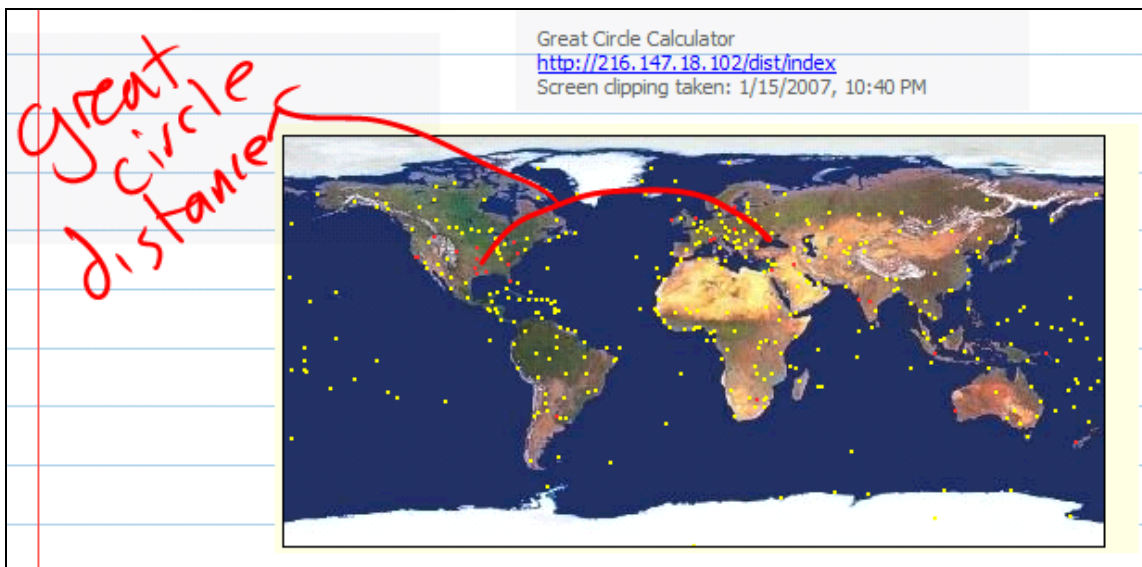 Great Circle Calculator
http://216.147.18.102/dist/index
Screen clipping taken: 1/15/2007, 10:40 PM
great
circle
distance